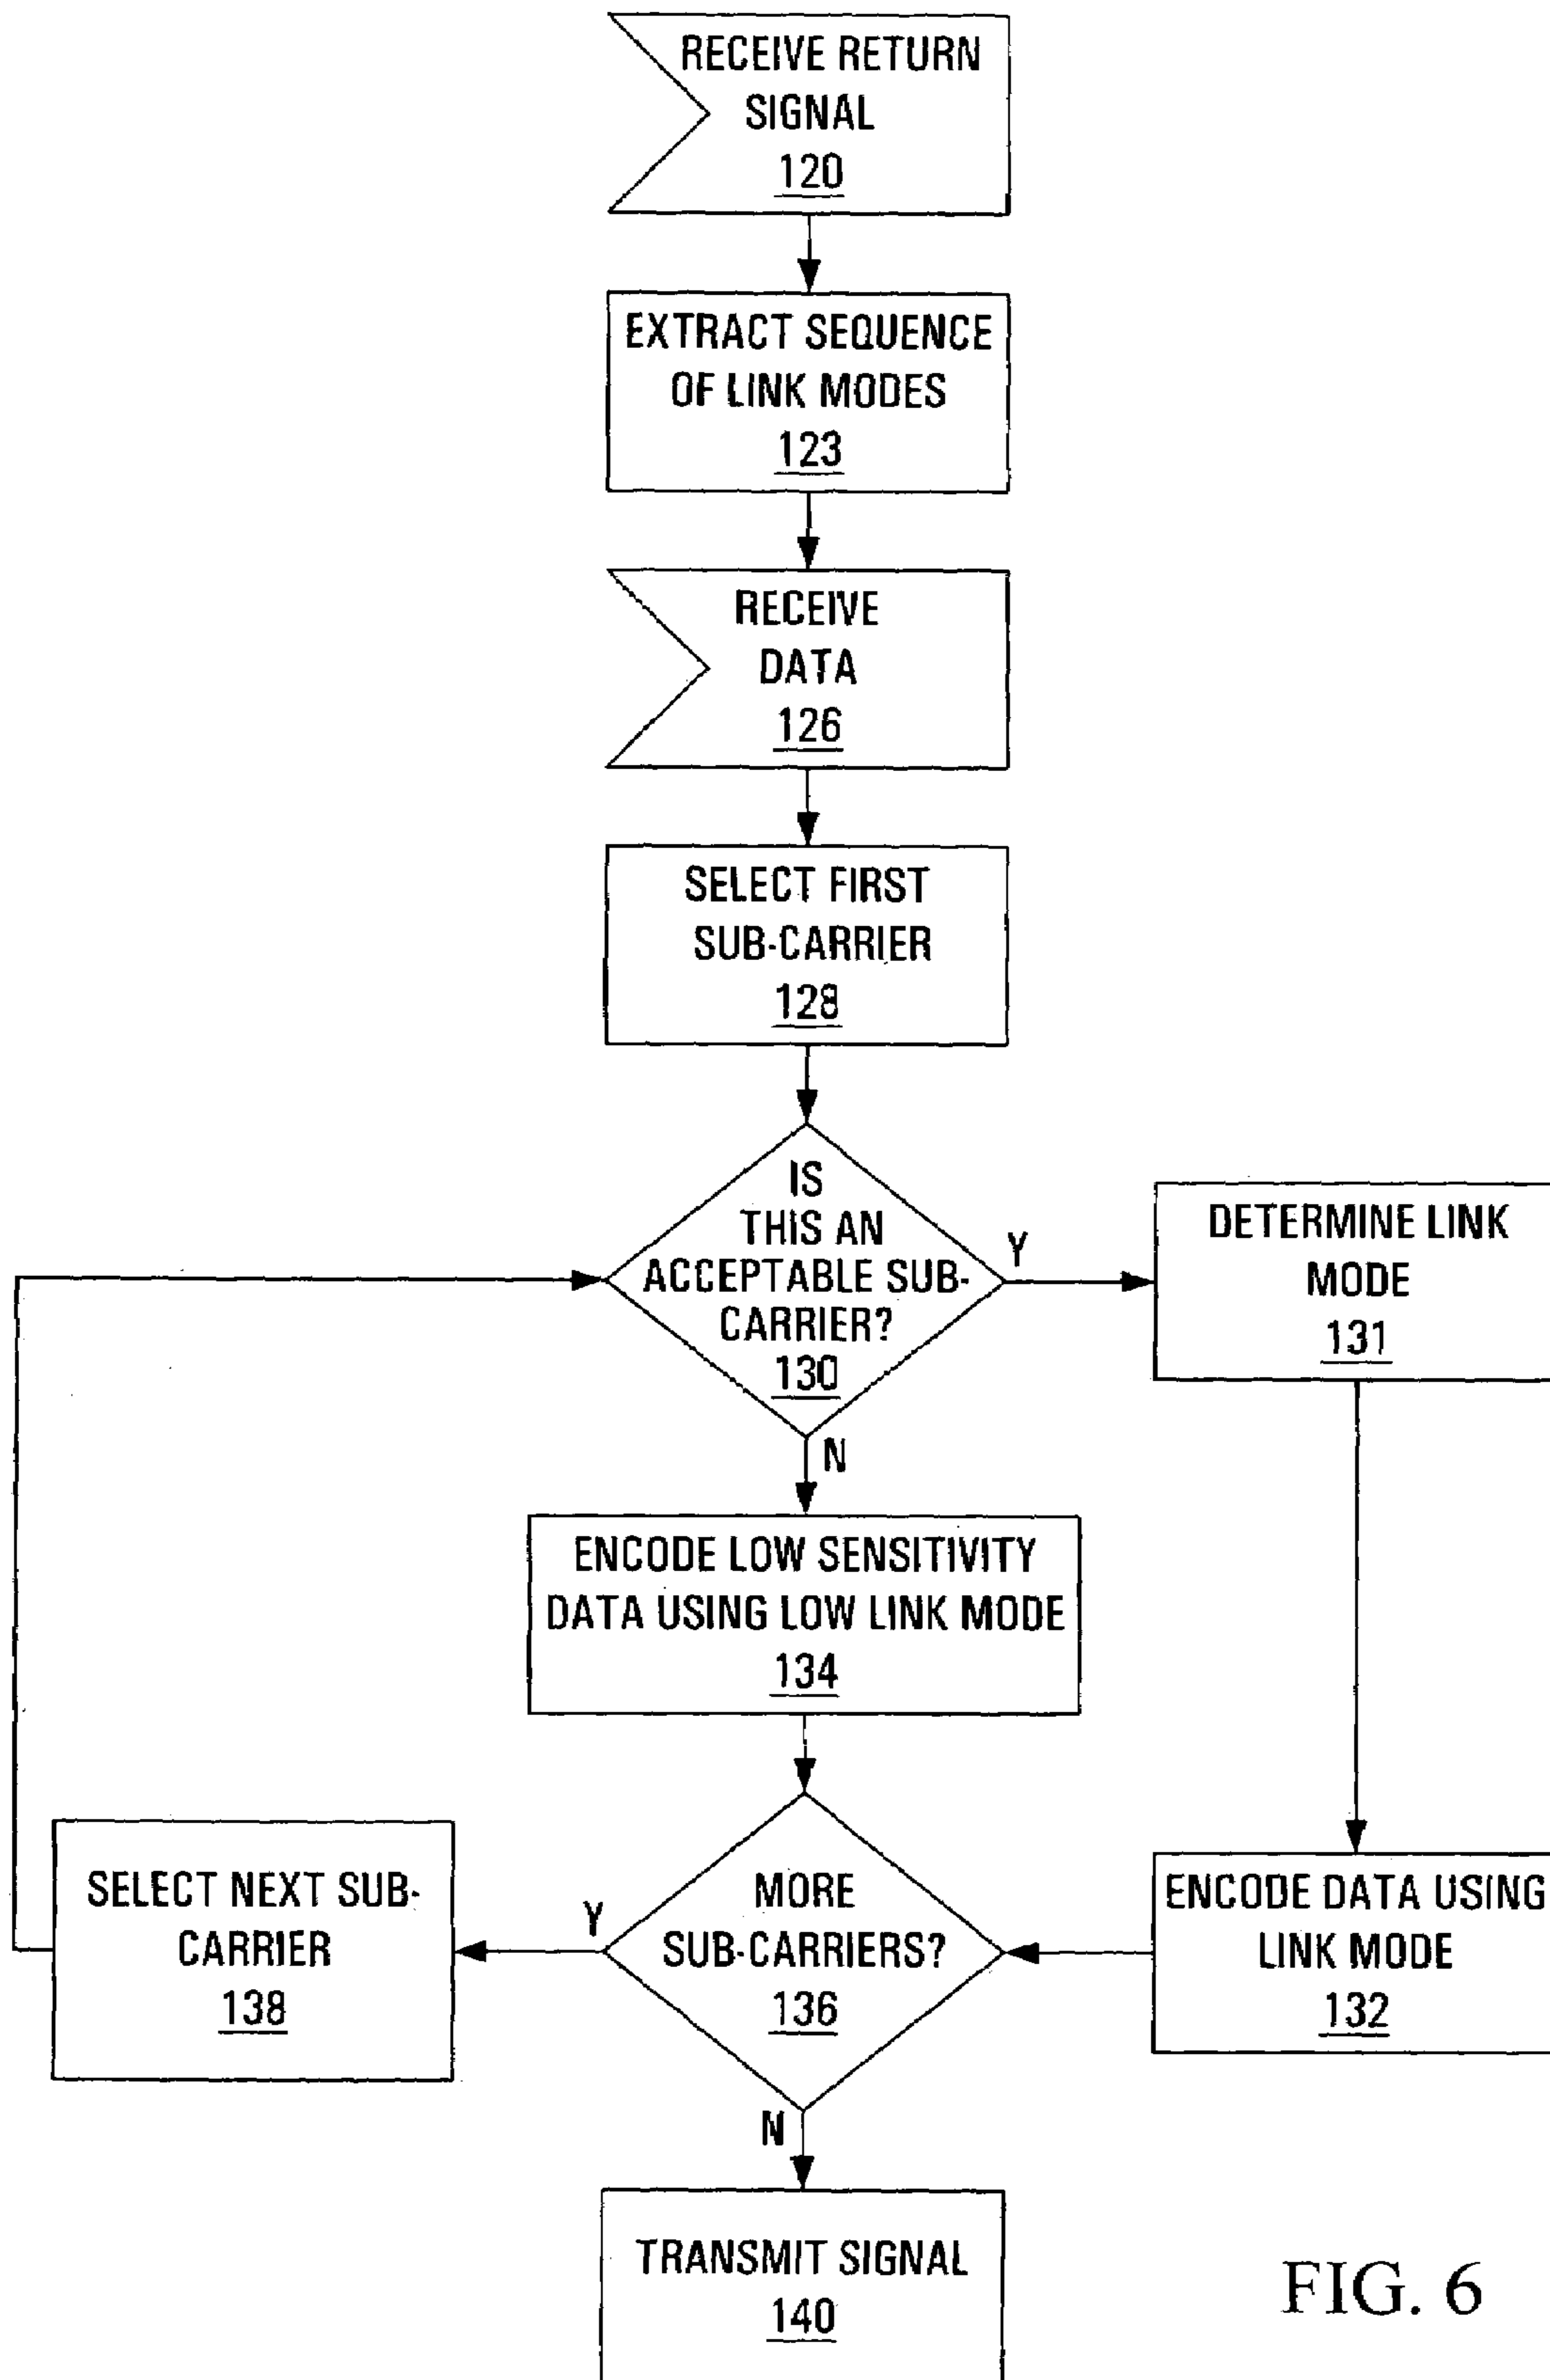 RECEIVE RETURN
SIGNAL
120
EXTRACT SEQUENCE
OF LINK MODES
123
RECEIVE
DATA
126
SELECT FIRST
SUB-CARRIER
128
IS
THIS AN
ACCEPTABLE SUB-
CARRIER?
130
Y
DETERMINE LINK
MODE
131
N
ENCODE LOW SENSITIVITY
DATA USING LOW LINK MODE
134
SELECT NEXT SUB-
CARRIER
138
Y
MORE
SUB-CARRIERS?
136
ENCODE DATA USING
LINK MODE
132
N
TRANSMIT SIGNAL
140
FIG. 6